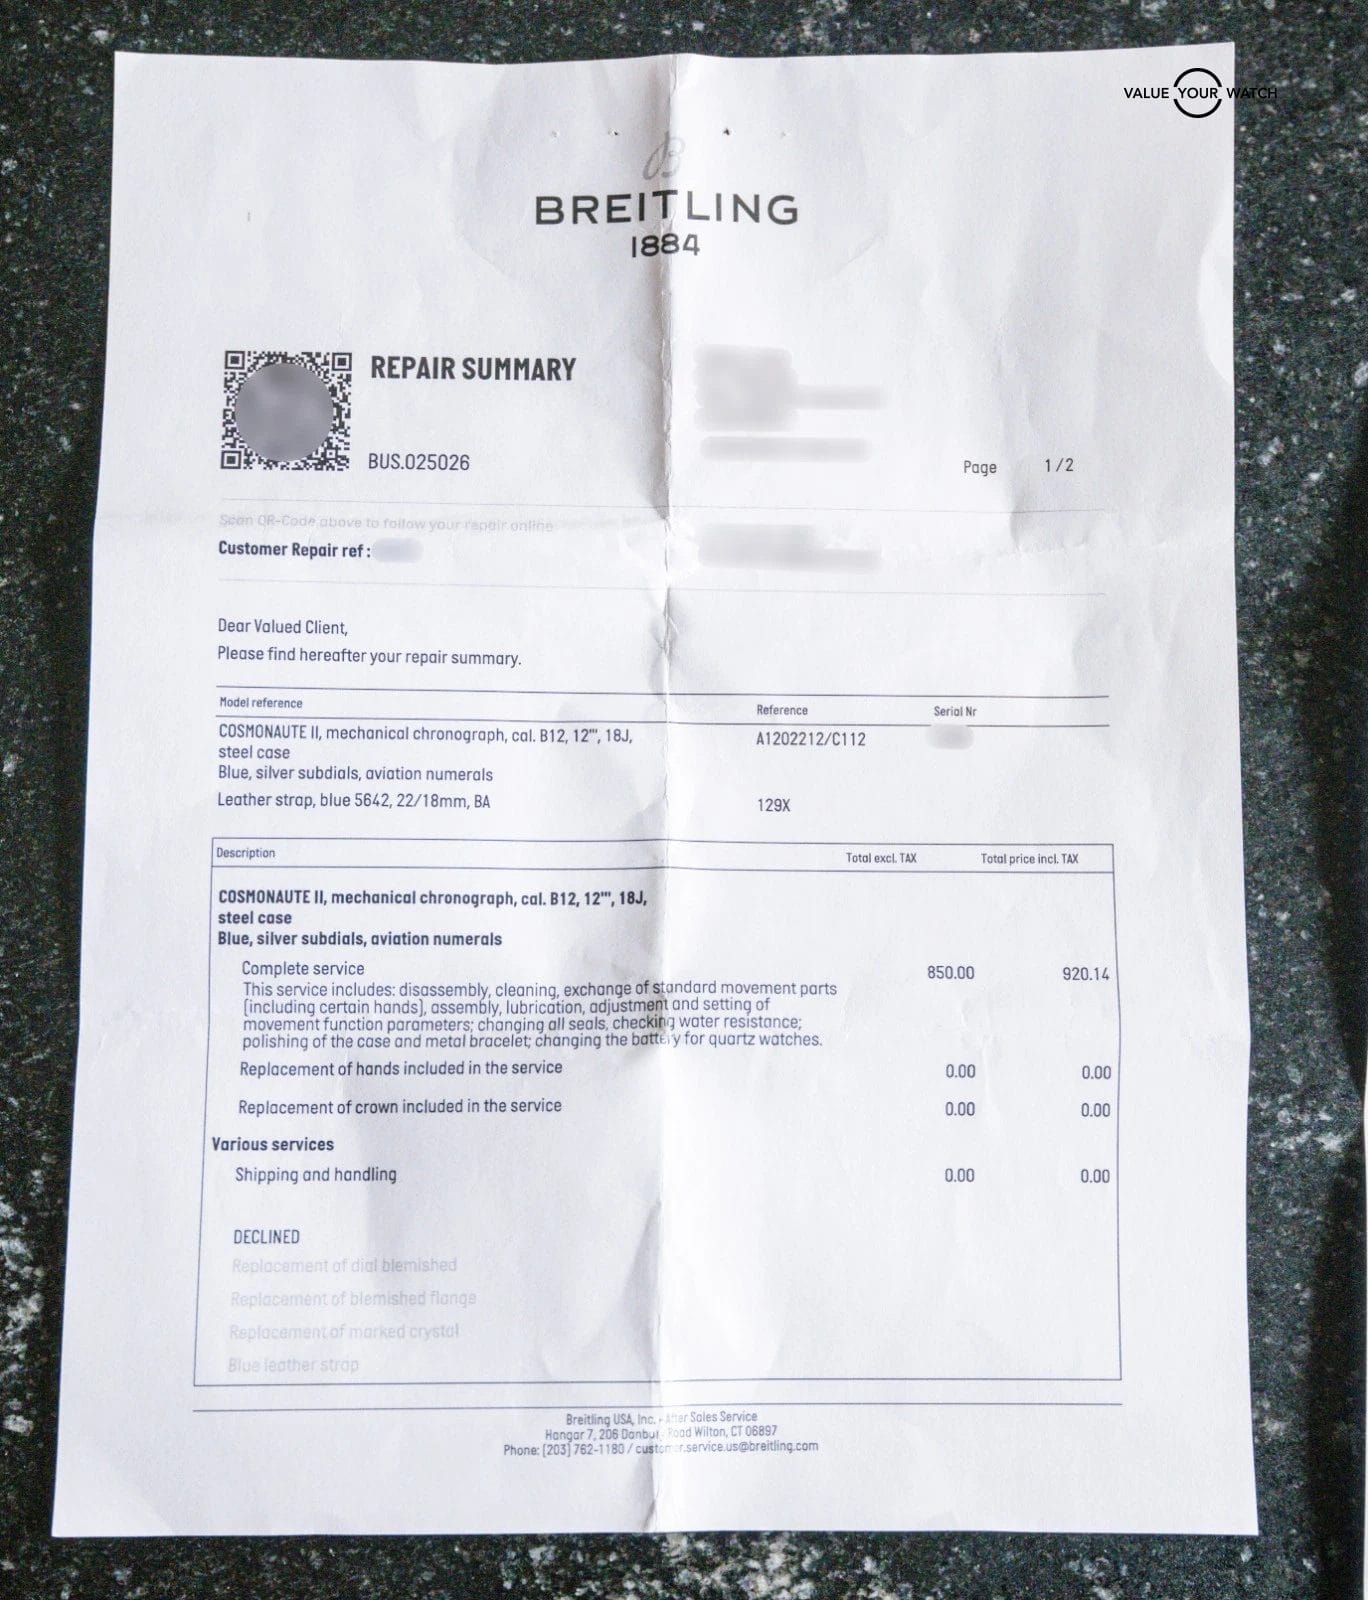 VALUE YOUR WATCH
BREITLING
1884
REPAIR SUMMARY
BUS.025026
Page 1/2
Scan QR-Code above to follow your repair online
Customer Repair ref :
Dear Valued Client,
Please find hereafter your repair summary.
Model reference Reference Serial Nr
COSMONAUTE II, mechanical chronograph, cal. B12, 12''', 18J, A1202212/C112
steel case
Blue, silver subdials, aviation numerals
Leather strap, blue 5642, 22/18mm, BA 129X
Description Total excl. TAX Total price incl. TAX
COSMONAUTE II, mechanical chronograph, cal. B12, 12''', 18J,
steel case
Blue, silver subdials, aviation numerals
Complete service 850.00 920.14
This service includes: disassembly, cleaning, exchange of standard movement parts
(including certain hands), assembly, lubrication, adjustment and setting of
movement function parameters; changing all seals, checking water resistance;
polishing of the case and metal bracelet; changing the battery for quartz watches.
Replacement of hands included in the service 0.00 0.00
Replacement of crown included in the service 0.00 0.00
Various services
Shipping and handling 0.00 0.00
DECLINED
Replacement of dial blemished
Replacement of blemished flange
Replacement of marked crystal
Blue leather strap
Breitling USA, Inc. - After Sales Service
Hangar 7, 206 Danbury Road Wilton, CT 06897
Phone: (203) 762-1180 / customer.service.us@breitling.com